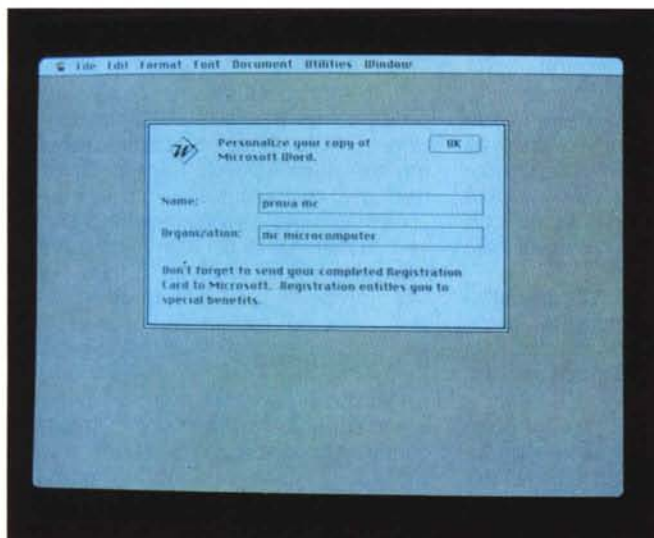 File Edit Format Font Document Utilities Window
Personalize your copy of
Microsoft Word.
OK
Name:
prova mc
Organization:
mc microcomputer
Don't forget to send your completed Registration
Card to Microsoft. Registration entitles you to
special benefits.